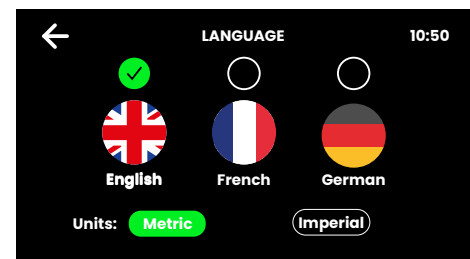 LANGUAGE 10:50
English French German
Units: Metric Imperial